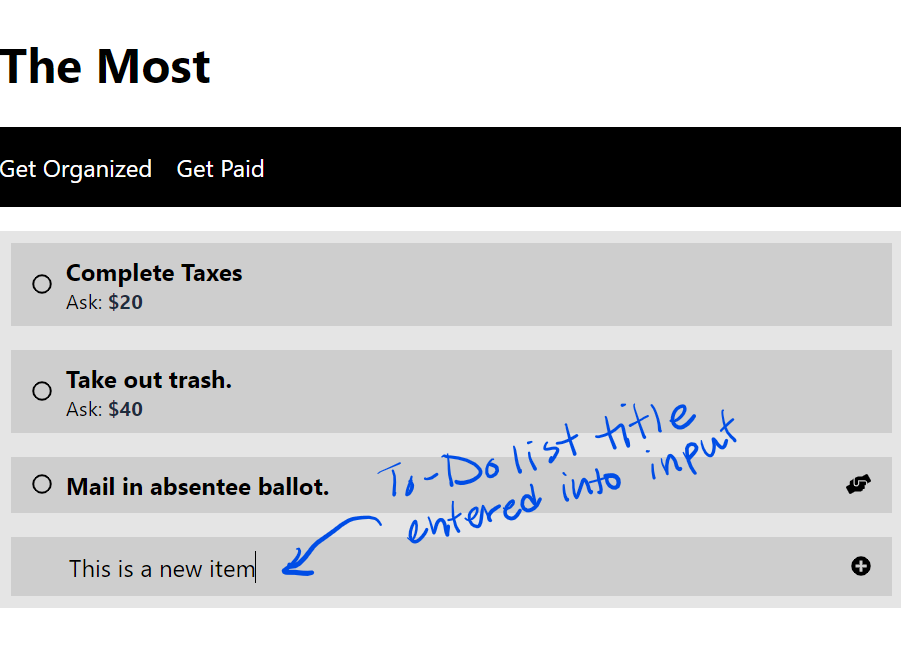 The Most
Get Organized Get Paid
Complete Taxes
Ask: $20
Take out trash.
Ask: $40
To-Do list title
entered into input
Mail in absentee ballot.
This is a new item